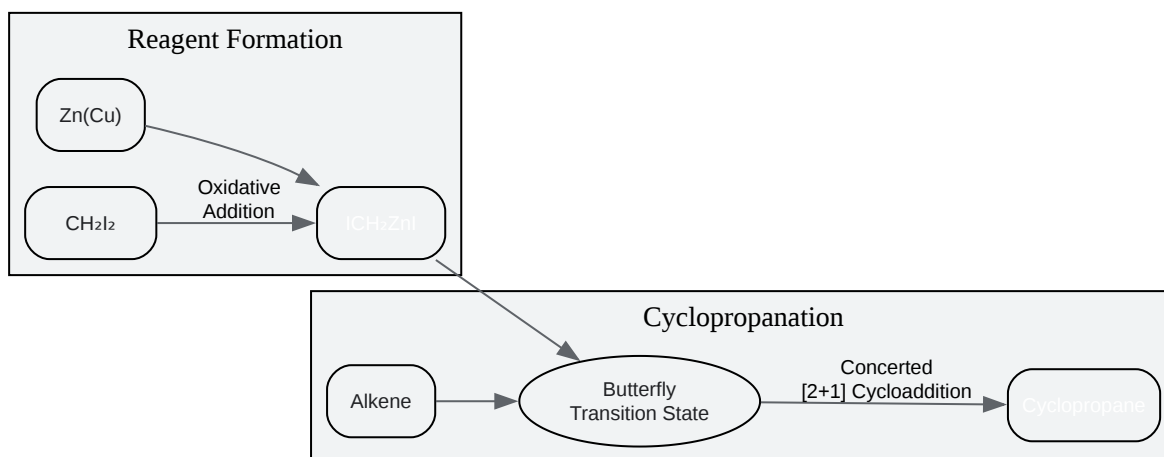 Reagent Formation
Zn(Cu)
Oxidative
Addition
CH₂I₂
ICH₂ZnI
Cyclopropanation
Alkene
Butterfly
Transition State
Concerted
[2+1] Cycloaddition
Cyclopropane